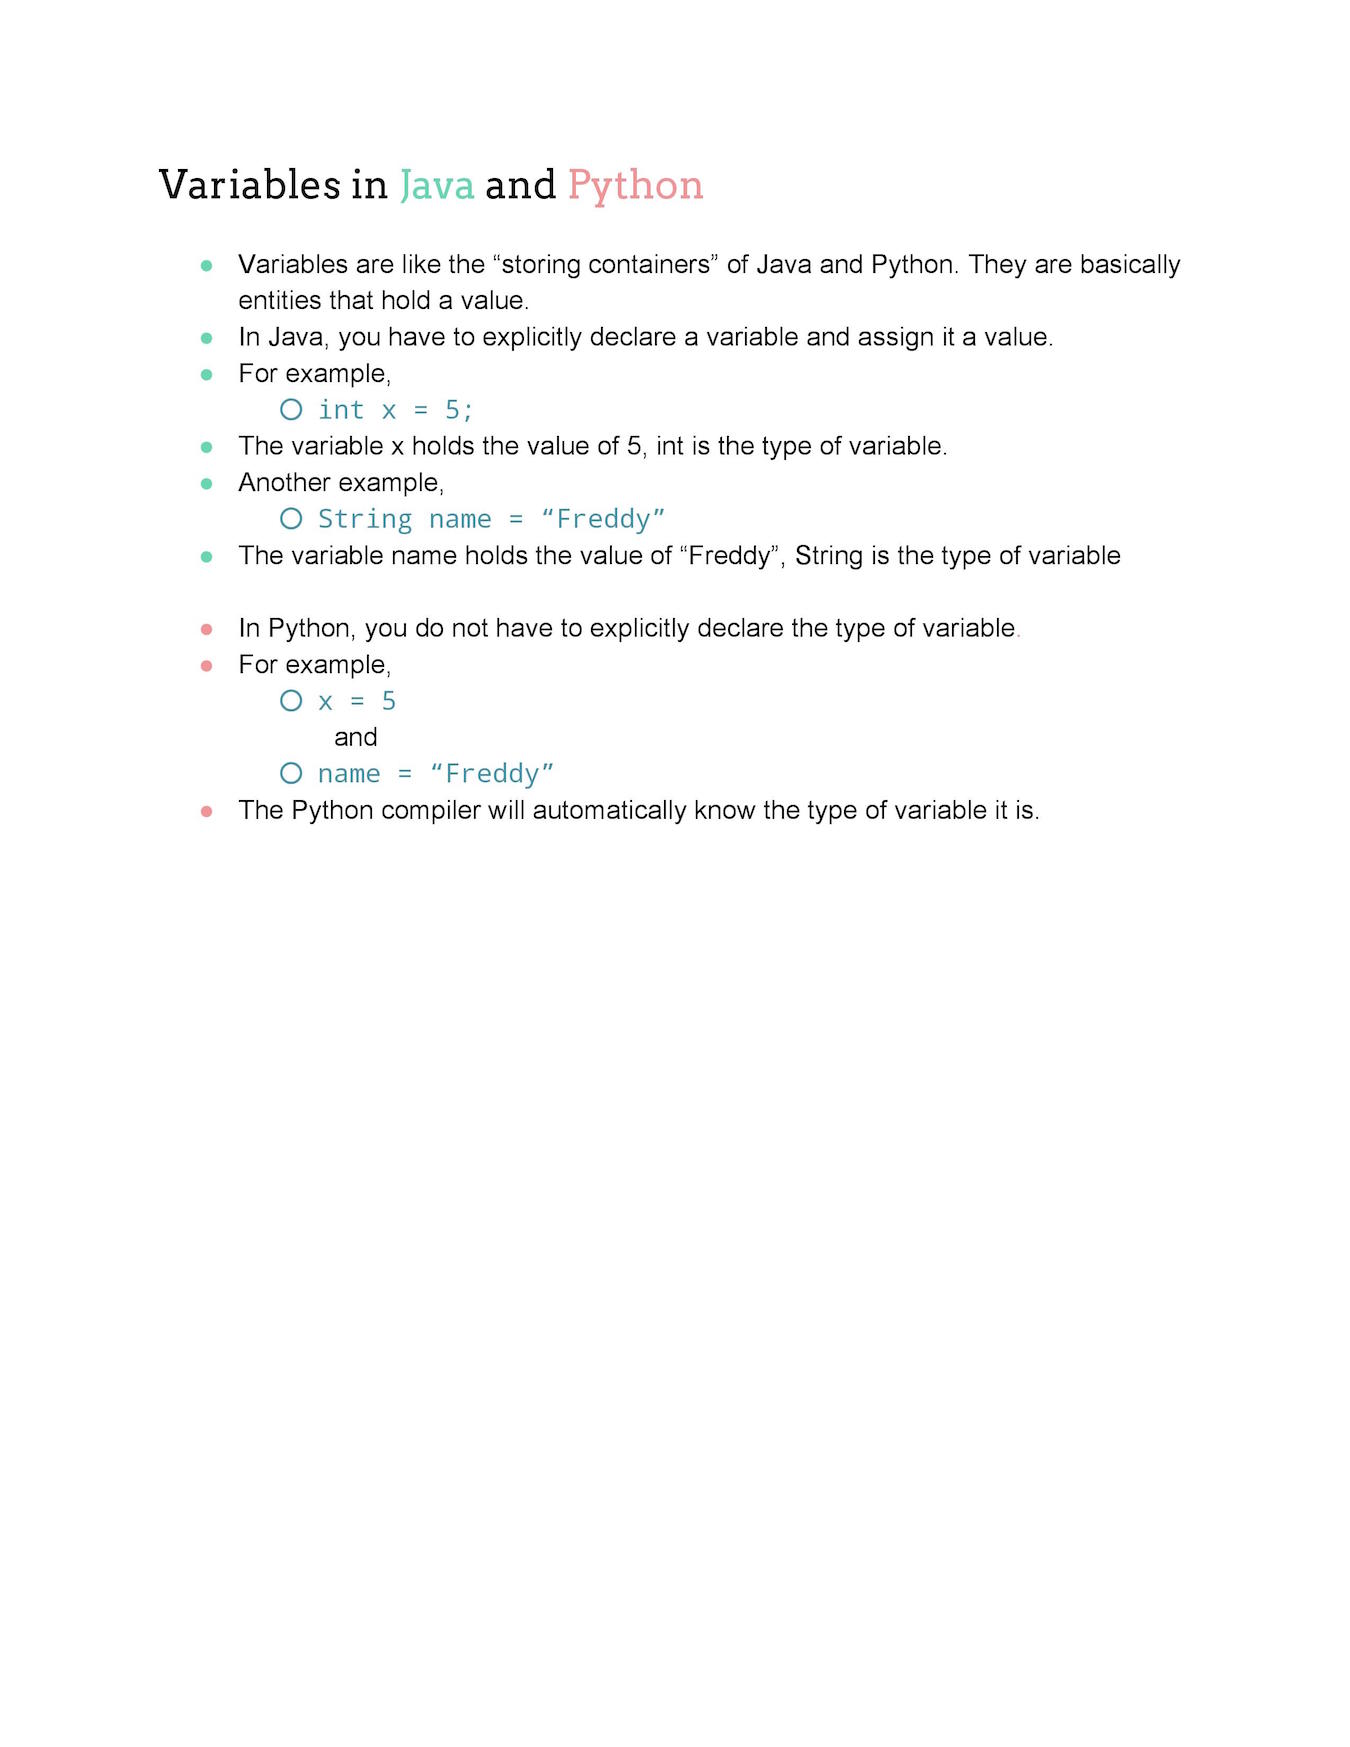 Variables in Java and Python
● Variables are like the “storing containers” of Java and Python. They are basically
entities that hold a value.
● In Java, you have to explicitly declare a variable and assign it a value.
● For example,
○ int x = 5;
● The variable x holds the value of 5, int is the type of variable.
● Another example,
○ String name = “Freddy”
● The variable name holds the value of “Freddy”, String is the type of variable
● In Python, you do not have to explicitly declare the type of variable.
● For example,
○ x = 5
and
○ name = “Freddy”
● The Python compiler will automatically know the type of variable it is.